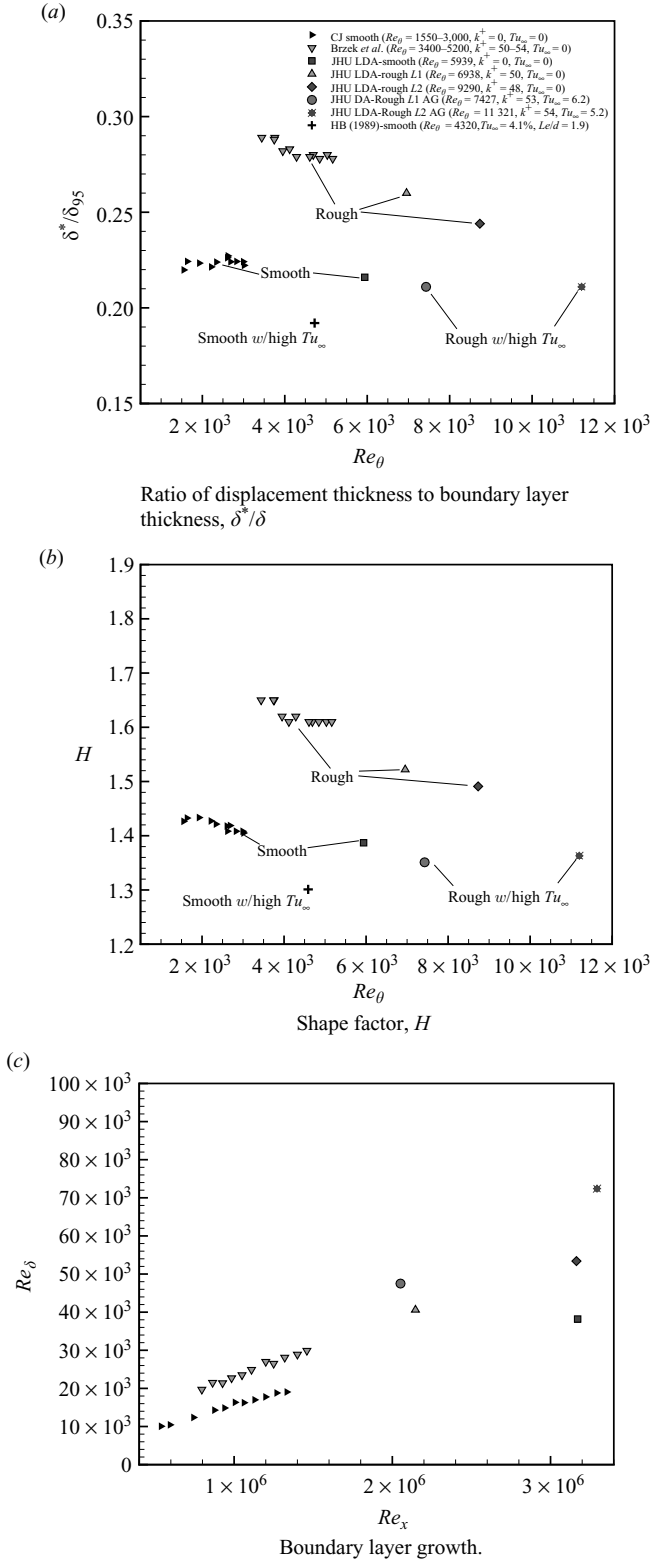 (a)
CJ smooth (Reθ = 1550–3,000, k+ = 0, Tu∞ = 0)
Brzek et al. (Reθ = 3400–5200, k+ = 50–54, Tu∞ = 0)
JHU LDA-smooth (Reθ = 5939, k+ = 0, Tu∞ = 0)
JHU LDA-rough L1 (Reθ = 6938, k+ = 50, Tu∞ = 0)
JHU LDA-rough L2 (Reθ = 9290, k+ = 48, Tu∞ = 0)
JHU DA-Rough L1 AG (Reθ = 7427, k+ = 53, Tu∞ = 6.2)
JHU LDA-Rough L2 AG (Reθ = 11 321, k+ = 54, Tu∞ = 5.2)
HB (1989)-smooth (Reθ = 4320,Tu∞ = 4.1%, Le/d = 1.9)
0.35
0.30
0.25
0.20
0.15
δ*/δ95
Rough
Smooth
Smooth w/high Tu∞
Rough w/high Tu∞
2 × 10³ 4 × 10³ 6 × 10³ 8 × 10³ 10 × 10³ 12 × 10³
Reθ
Ratio of displacement thickness to boundary layer
thickness, δ*/δ
(b)
1.9
1.8
1.7
1.6
1.5
1.4
1.3
1.2
H
Rough
Smooth
Smooth w/high Tu∞
Rough w/high Tu∞
2 × 10³ 4 × 10³ 6 × 10³ 8 × 10³ 10 × 10³ 12 × 10³
Reθ
Shape factor, H
(c)
100 × 10³
90 × 10³
80 × 10³
70 × 10³
60 × 10³
50 × 10³
40 × 10³
30 × 10³
20 × 10³
10 × 10³
0
Reδ
1 × 10⁶ 2 × 10⁶ 3 × 10⁶
Rex
Boundary layer growth.